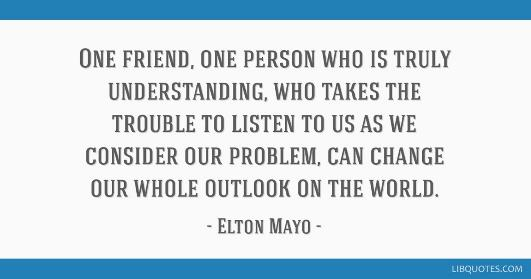 One friend, one person who is truly
understanding, who takes the
trouble to listen to us as we
consider our problem, can change
our whole outlook on the world.
- Elton Mayo -
LIBQUOTES.COM